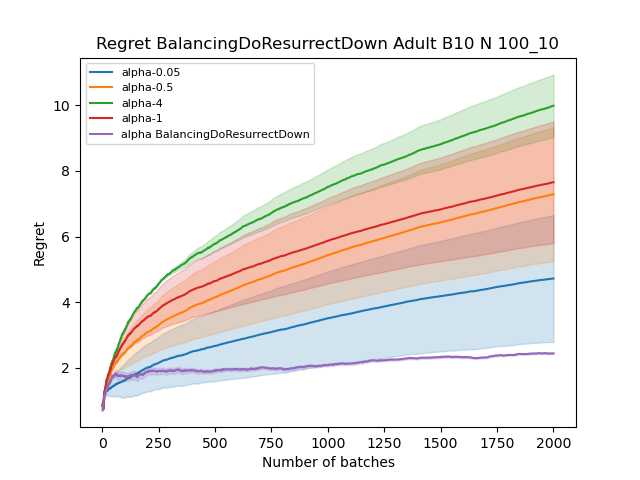 Regret BalancingDoResurrectDown Adult B10 N 100_10
alpha-0.05
alpha-0.5
alpha-4
alpha-1
alpha BalancingDoResurrectDown
Regret
10
8
6
4
2
0 250 500 750 1000 1250 1500 1750 2000
Number of batches